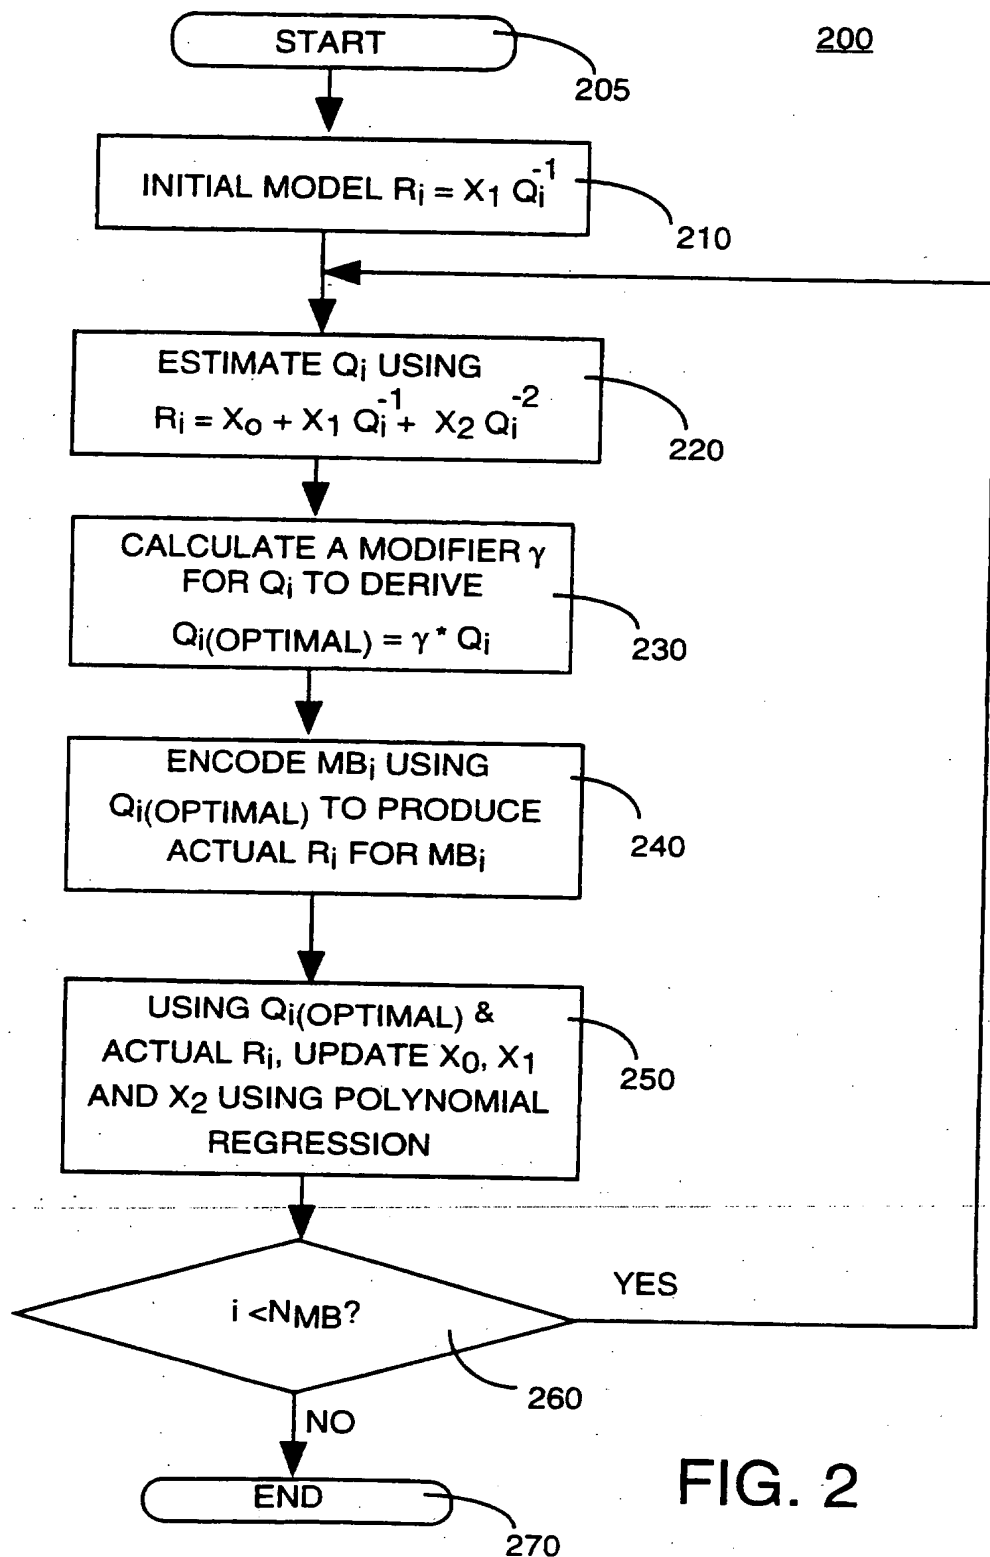 START
200
205
INITIAL MODEL Ri = X1 Qi^-1
210
ESTIMATE Qi USING
Ri = X0 + X1 Qi^-1 + X2 Qi^-2
220
CALCULATE A MODIFIER γ
FOR Qi TO DERIVE
Qi(OPTIMAL) = γ * Qi
230
ENCODE MBi USING
Qi(OPTIMAL) TO PRODUCE
ACTUAL Ri FOR MBi
240
USING Qi(OPTIMAL) &
ACTUAL Ri, UPDATE X0, X1
AND X2 USING POLYNOMIAL
REGRESSION
250
YES
i <NMB?
260
NO
END
270
FIG. 2